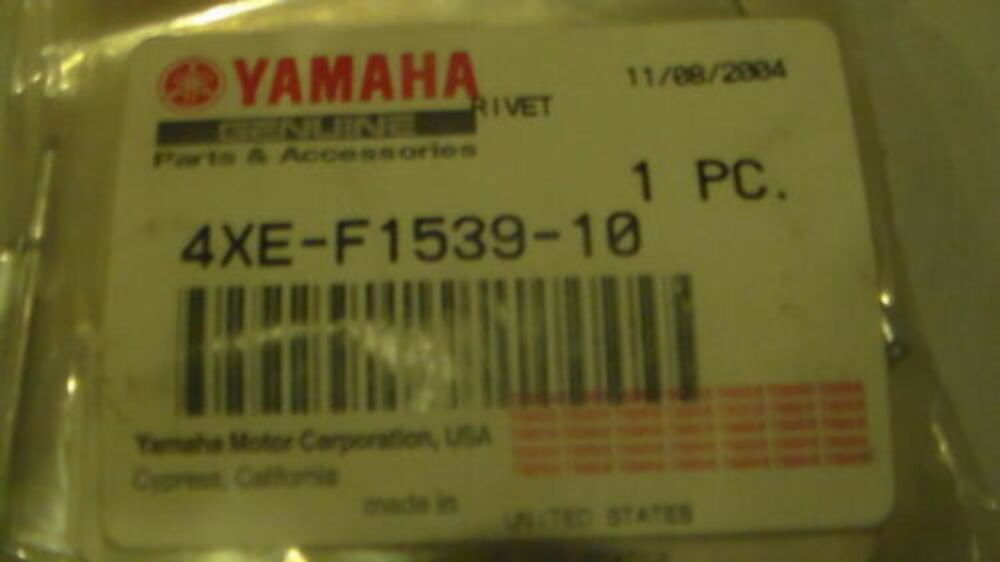 YAMAHA
11/08/2004
RIVET
GENUINE
Parts & Accessories
1 PC.
4XE-F1539-10
Yamaha Motor Corporation, USA
Cypress, California
made in UNITED STATES